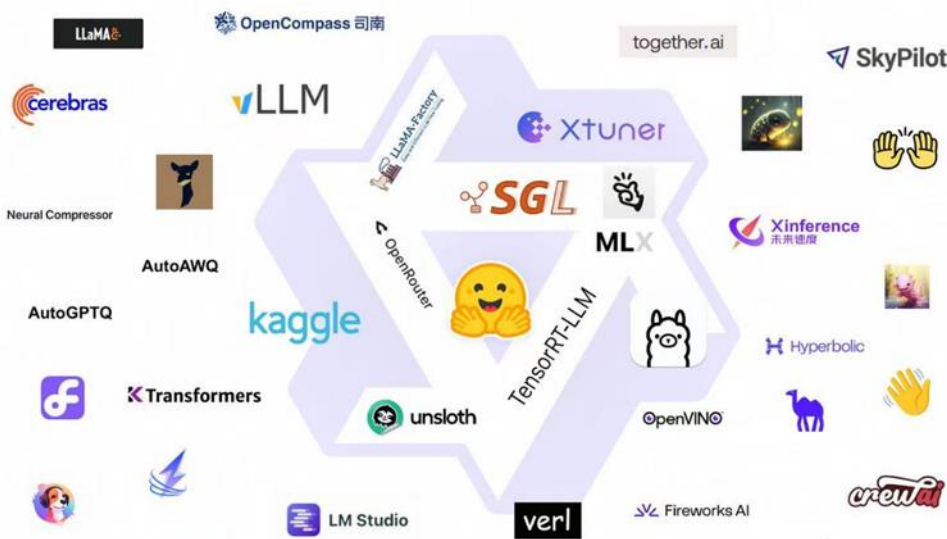 LLaMA
OpenCompass 司南
together.ai
SkyPilot
cerebras
vLLM
LLaMA-Factory
Xtuner
Neural Compressor
SGL
MLX
Xinference
未来速度
AutoAWQ
OpenRouter
AutoGPTQ
kaggle
TensorRT-LLM
Hyperbolic
KTransformers
unsloth
OpenVINO
LM Studio
verl
Fireworks AI
crewai